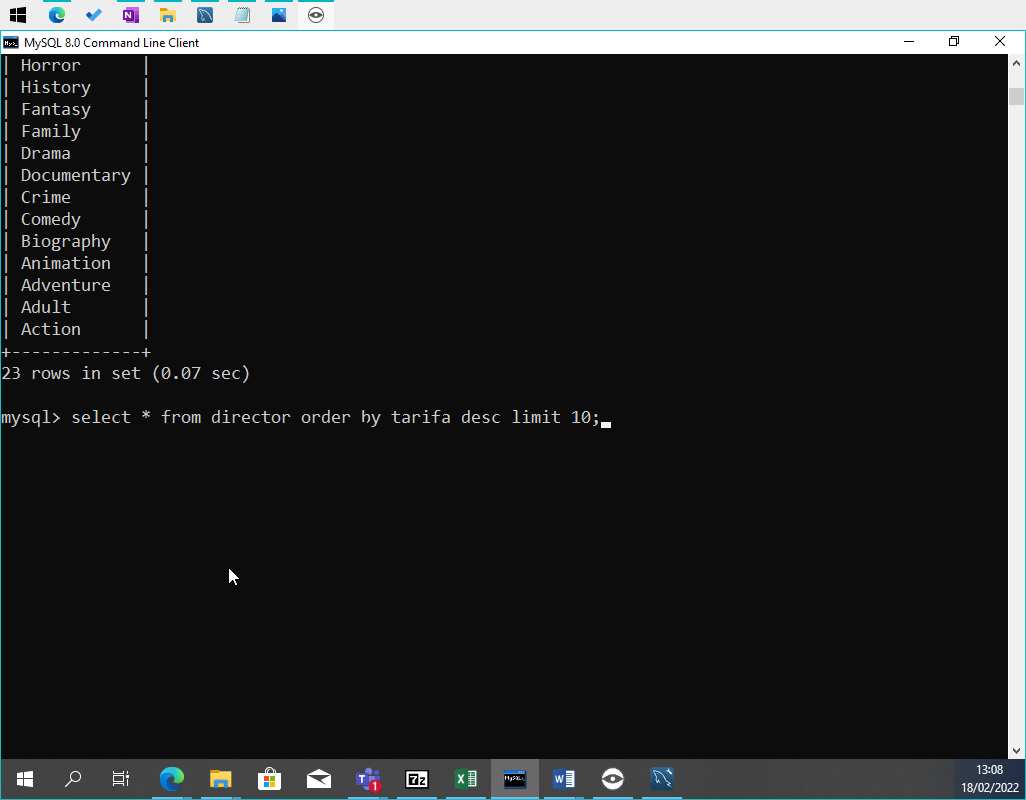 MySQL 8.0 Command Line Client
| Horror |
| History |
| Fantasy |
| Family |
| Drama |
| Documentary |
| Crime |
| Comedy |
| Biography |
| Animation |
| Adventure |
| Adult |
| Action |
+-------------+
23 rows in set (0.07 sec)
mysql> select * from director order by tarifa desc limit 10;
13:08
18/02/2022